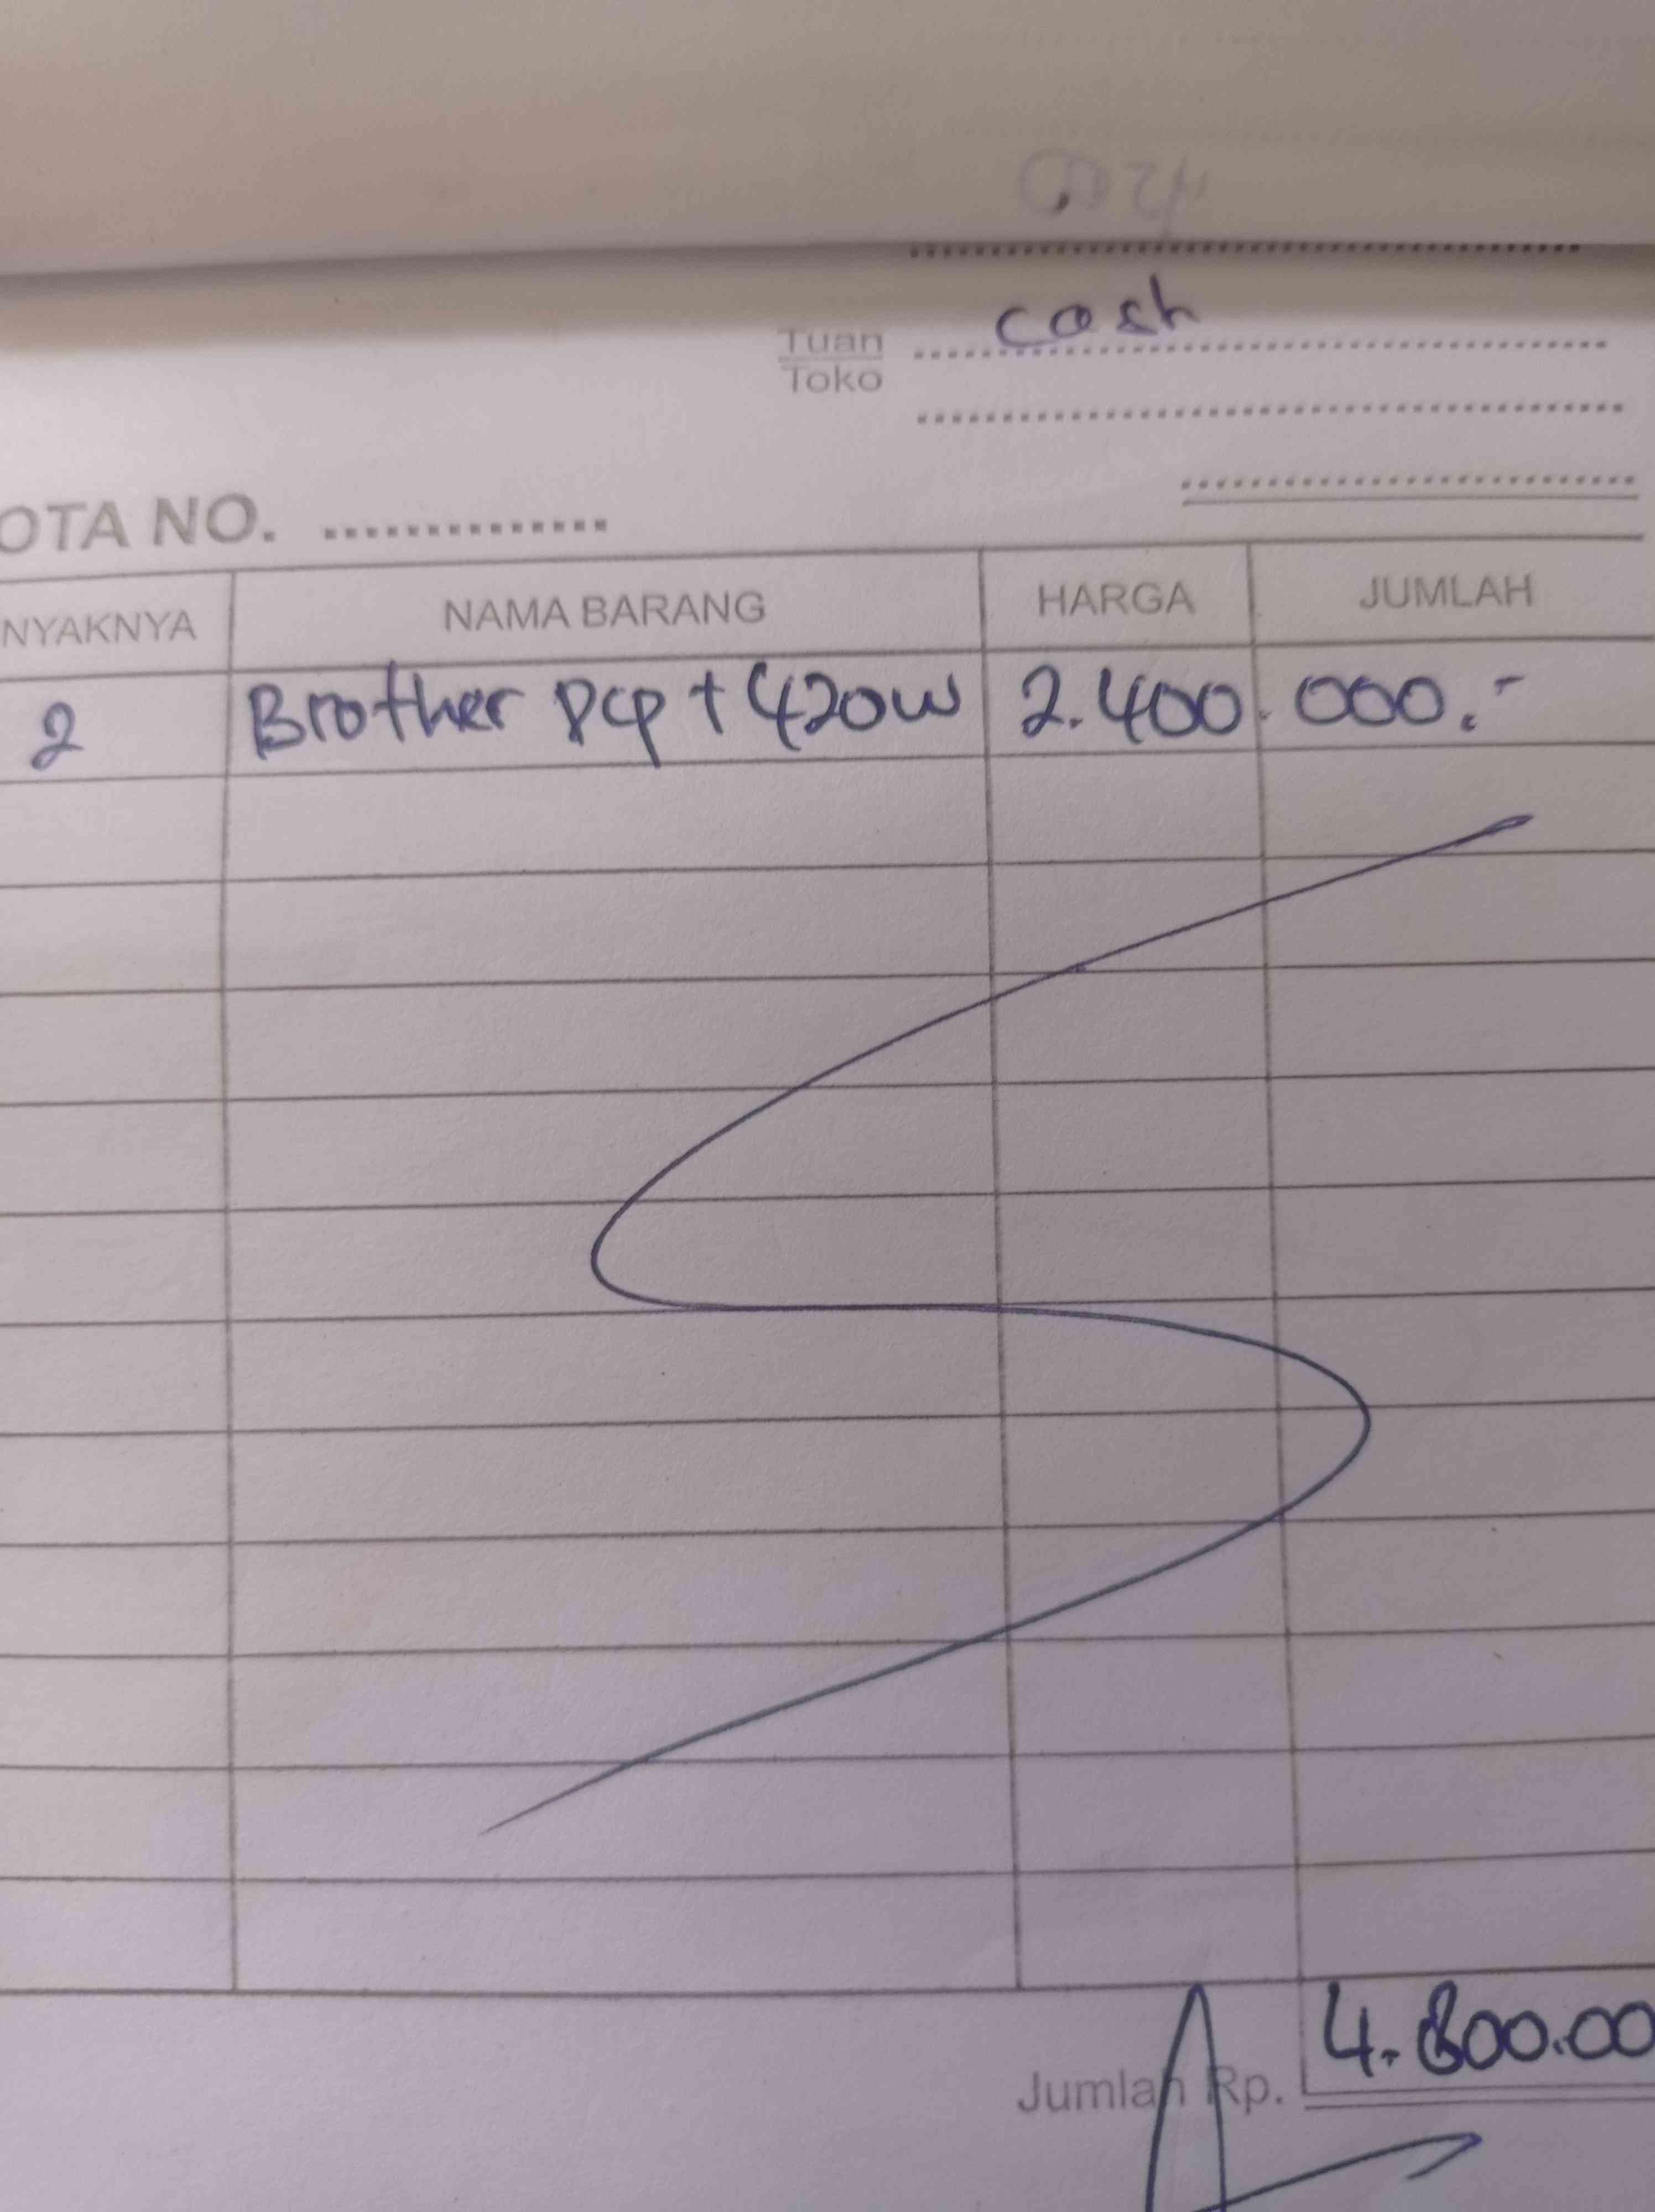 cash
Tuan
Toko
OTA NO. ..............
NYAKNYA NAMA BARANG HARGA JUMLAH
2 Brother DCP T 420W 2.400.000.-
Jumlah Rp. 4.800.00